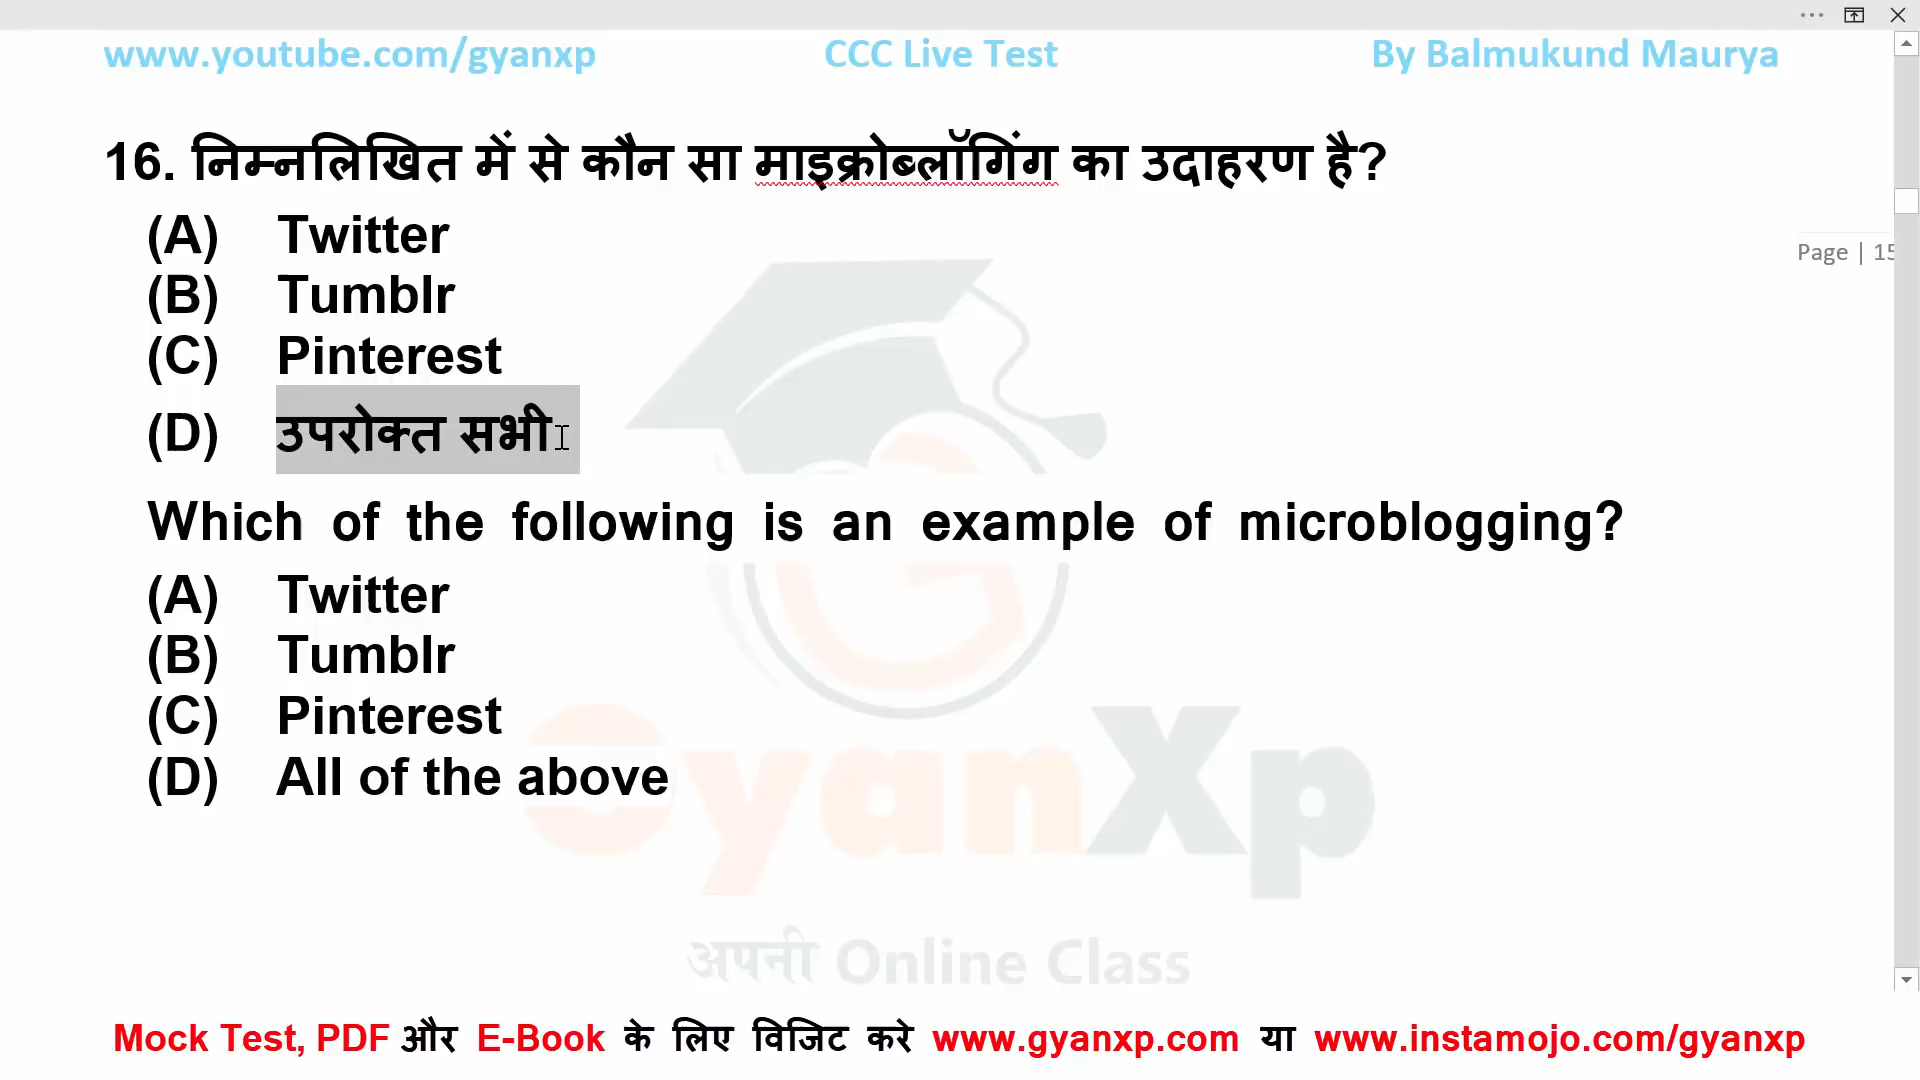 www.youtube.com/gyanxp CCC Live Test By Balmukund Maurya
16. निम्नलिखित में से कौन सा माइक्रोब्लॉगिंग का उदाहरण है?
(A) Twitter
Page | 15
(B) Tumblr
(C) Pinterest
(D) उपरोक्त सभी
Which of the following is an example of microblogging?
(A) Twitter
(B) Tumblr
(C) Pinterest
(D) All of the above
GyanXp
अपनी Online Class
Mock Test, PDF और E-Book के लिए विजिट करे www.gyanxp.com या www.instamojo.com/gyanxp